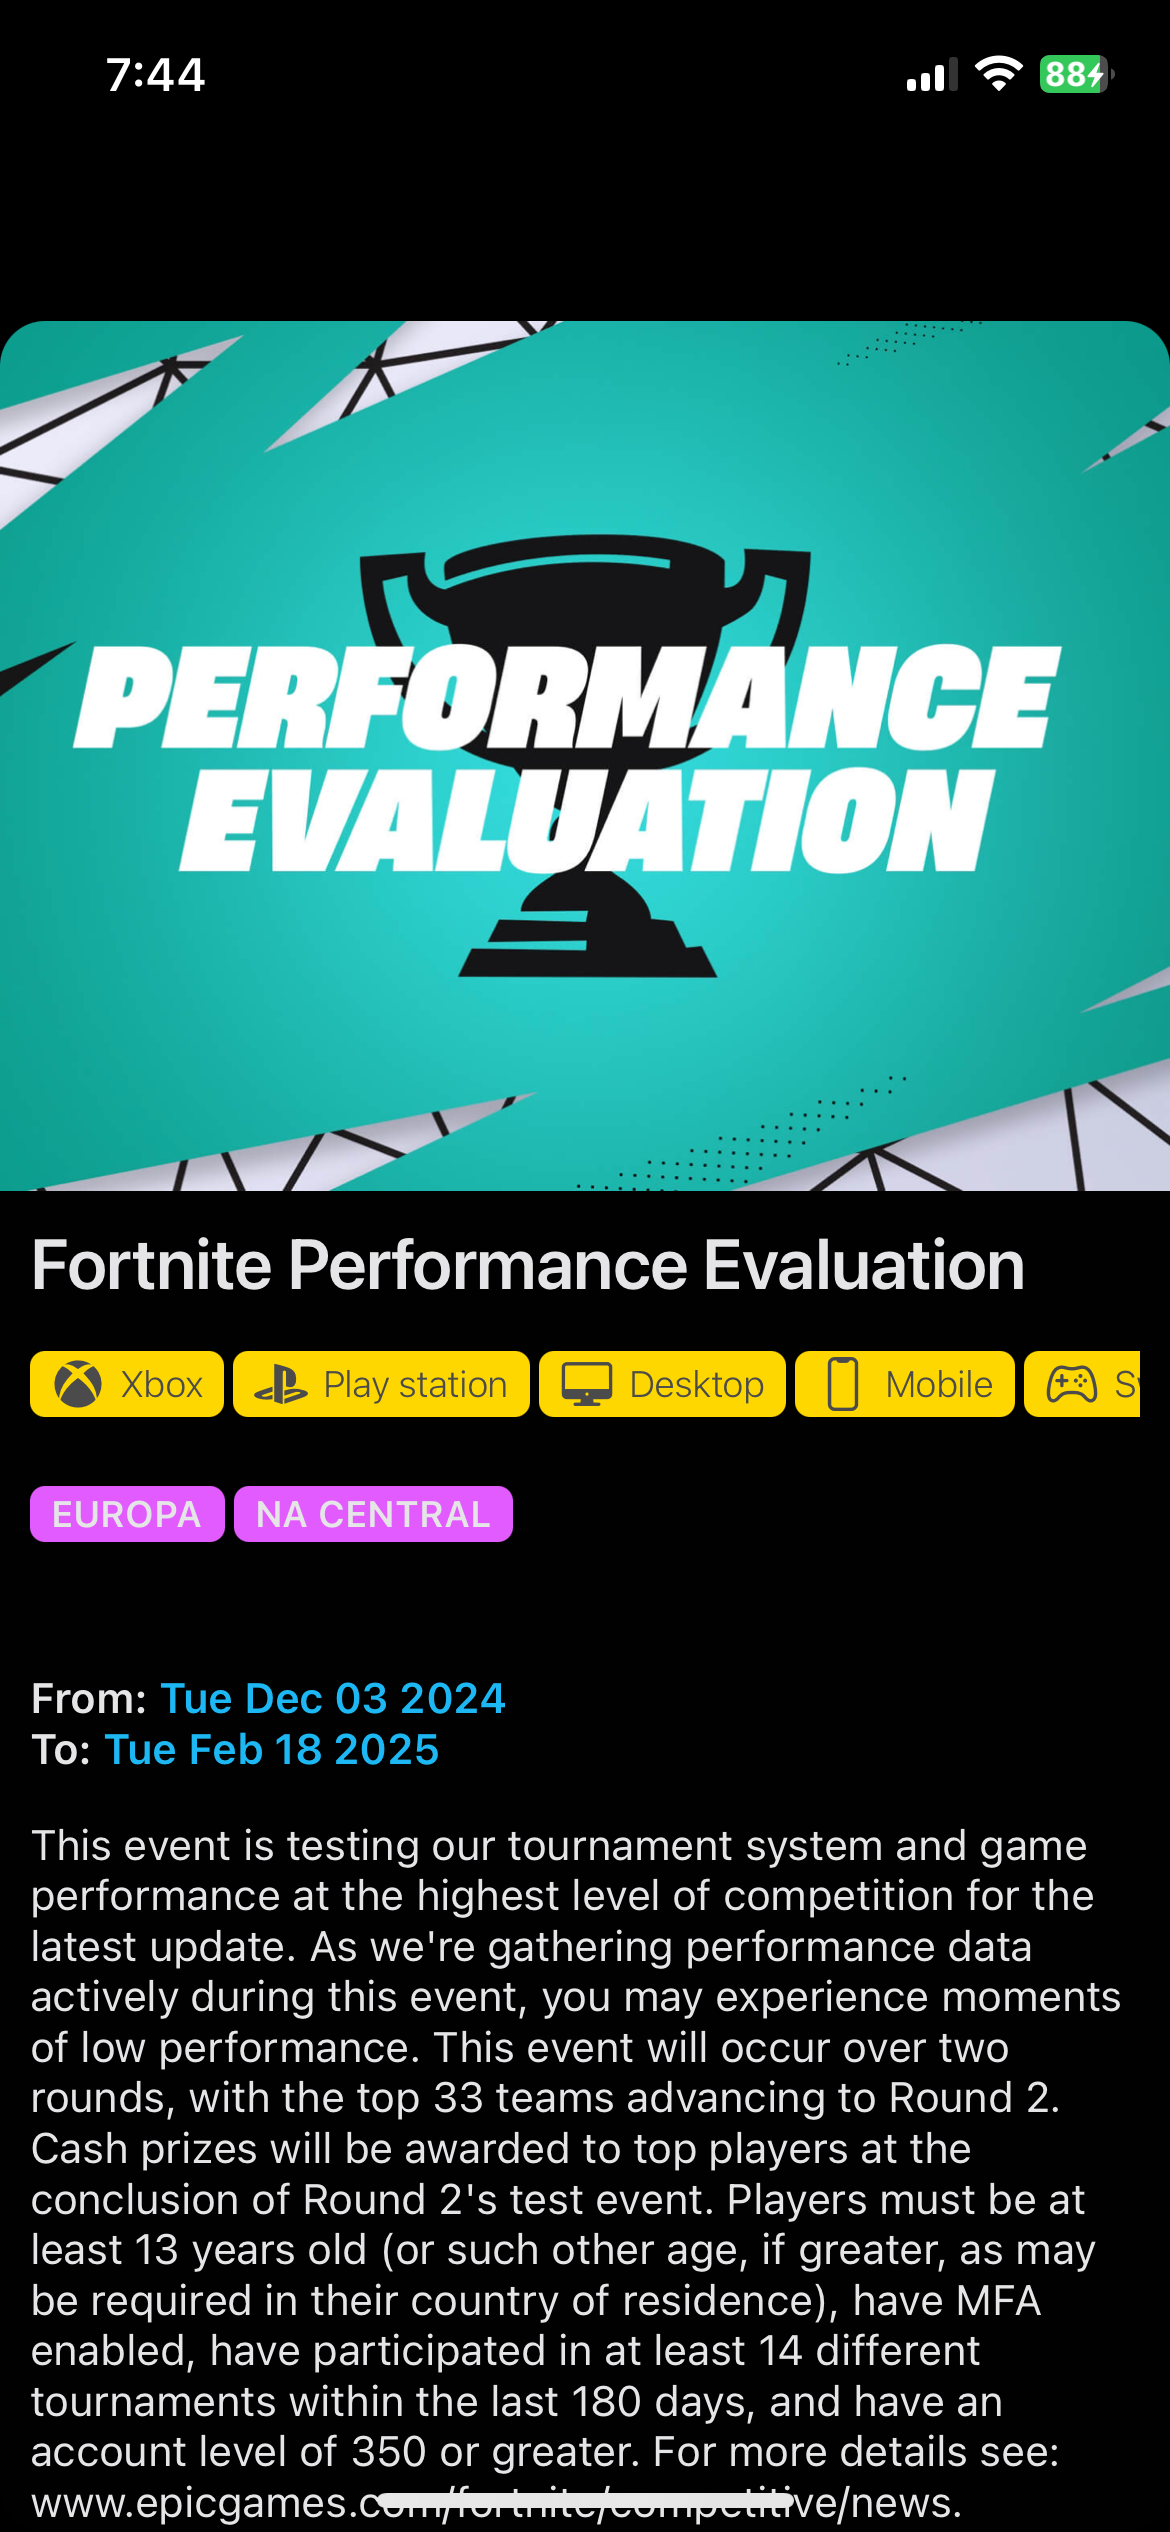 7:44
88
PERFORMANCE
EVALUATION
Fortnite Performance Evaluation
Xbox
Play station
Desktop
Mobile
EUROPA
NA CENTRAL
From: Tue Dec 03 2024
To: Tue Feb 18 2025
This event is testing our tournament system and game
performance at the highest level of competition for the
latest update. As we're gathering performance data
actively during this event, you may experience moments
of low performance. This event will occur over two
rounds, with the top 33 teams advancing to Round 2.
Cash prizes will be awarded to top players at the
conclusion of Round 2's test event. Players must be at
least 13 years old (or such other age, if greater, as may
be required in their country of residence), have MFA
enabled, have participated in at least 14 different
tournaments within the last 180 days, and have an
account level of 350 or greater. For more details see:
www.epicgames.com/fortnite/competitive/news.